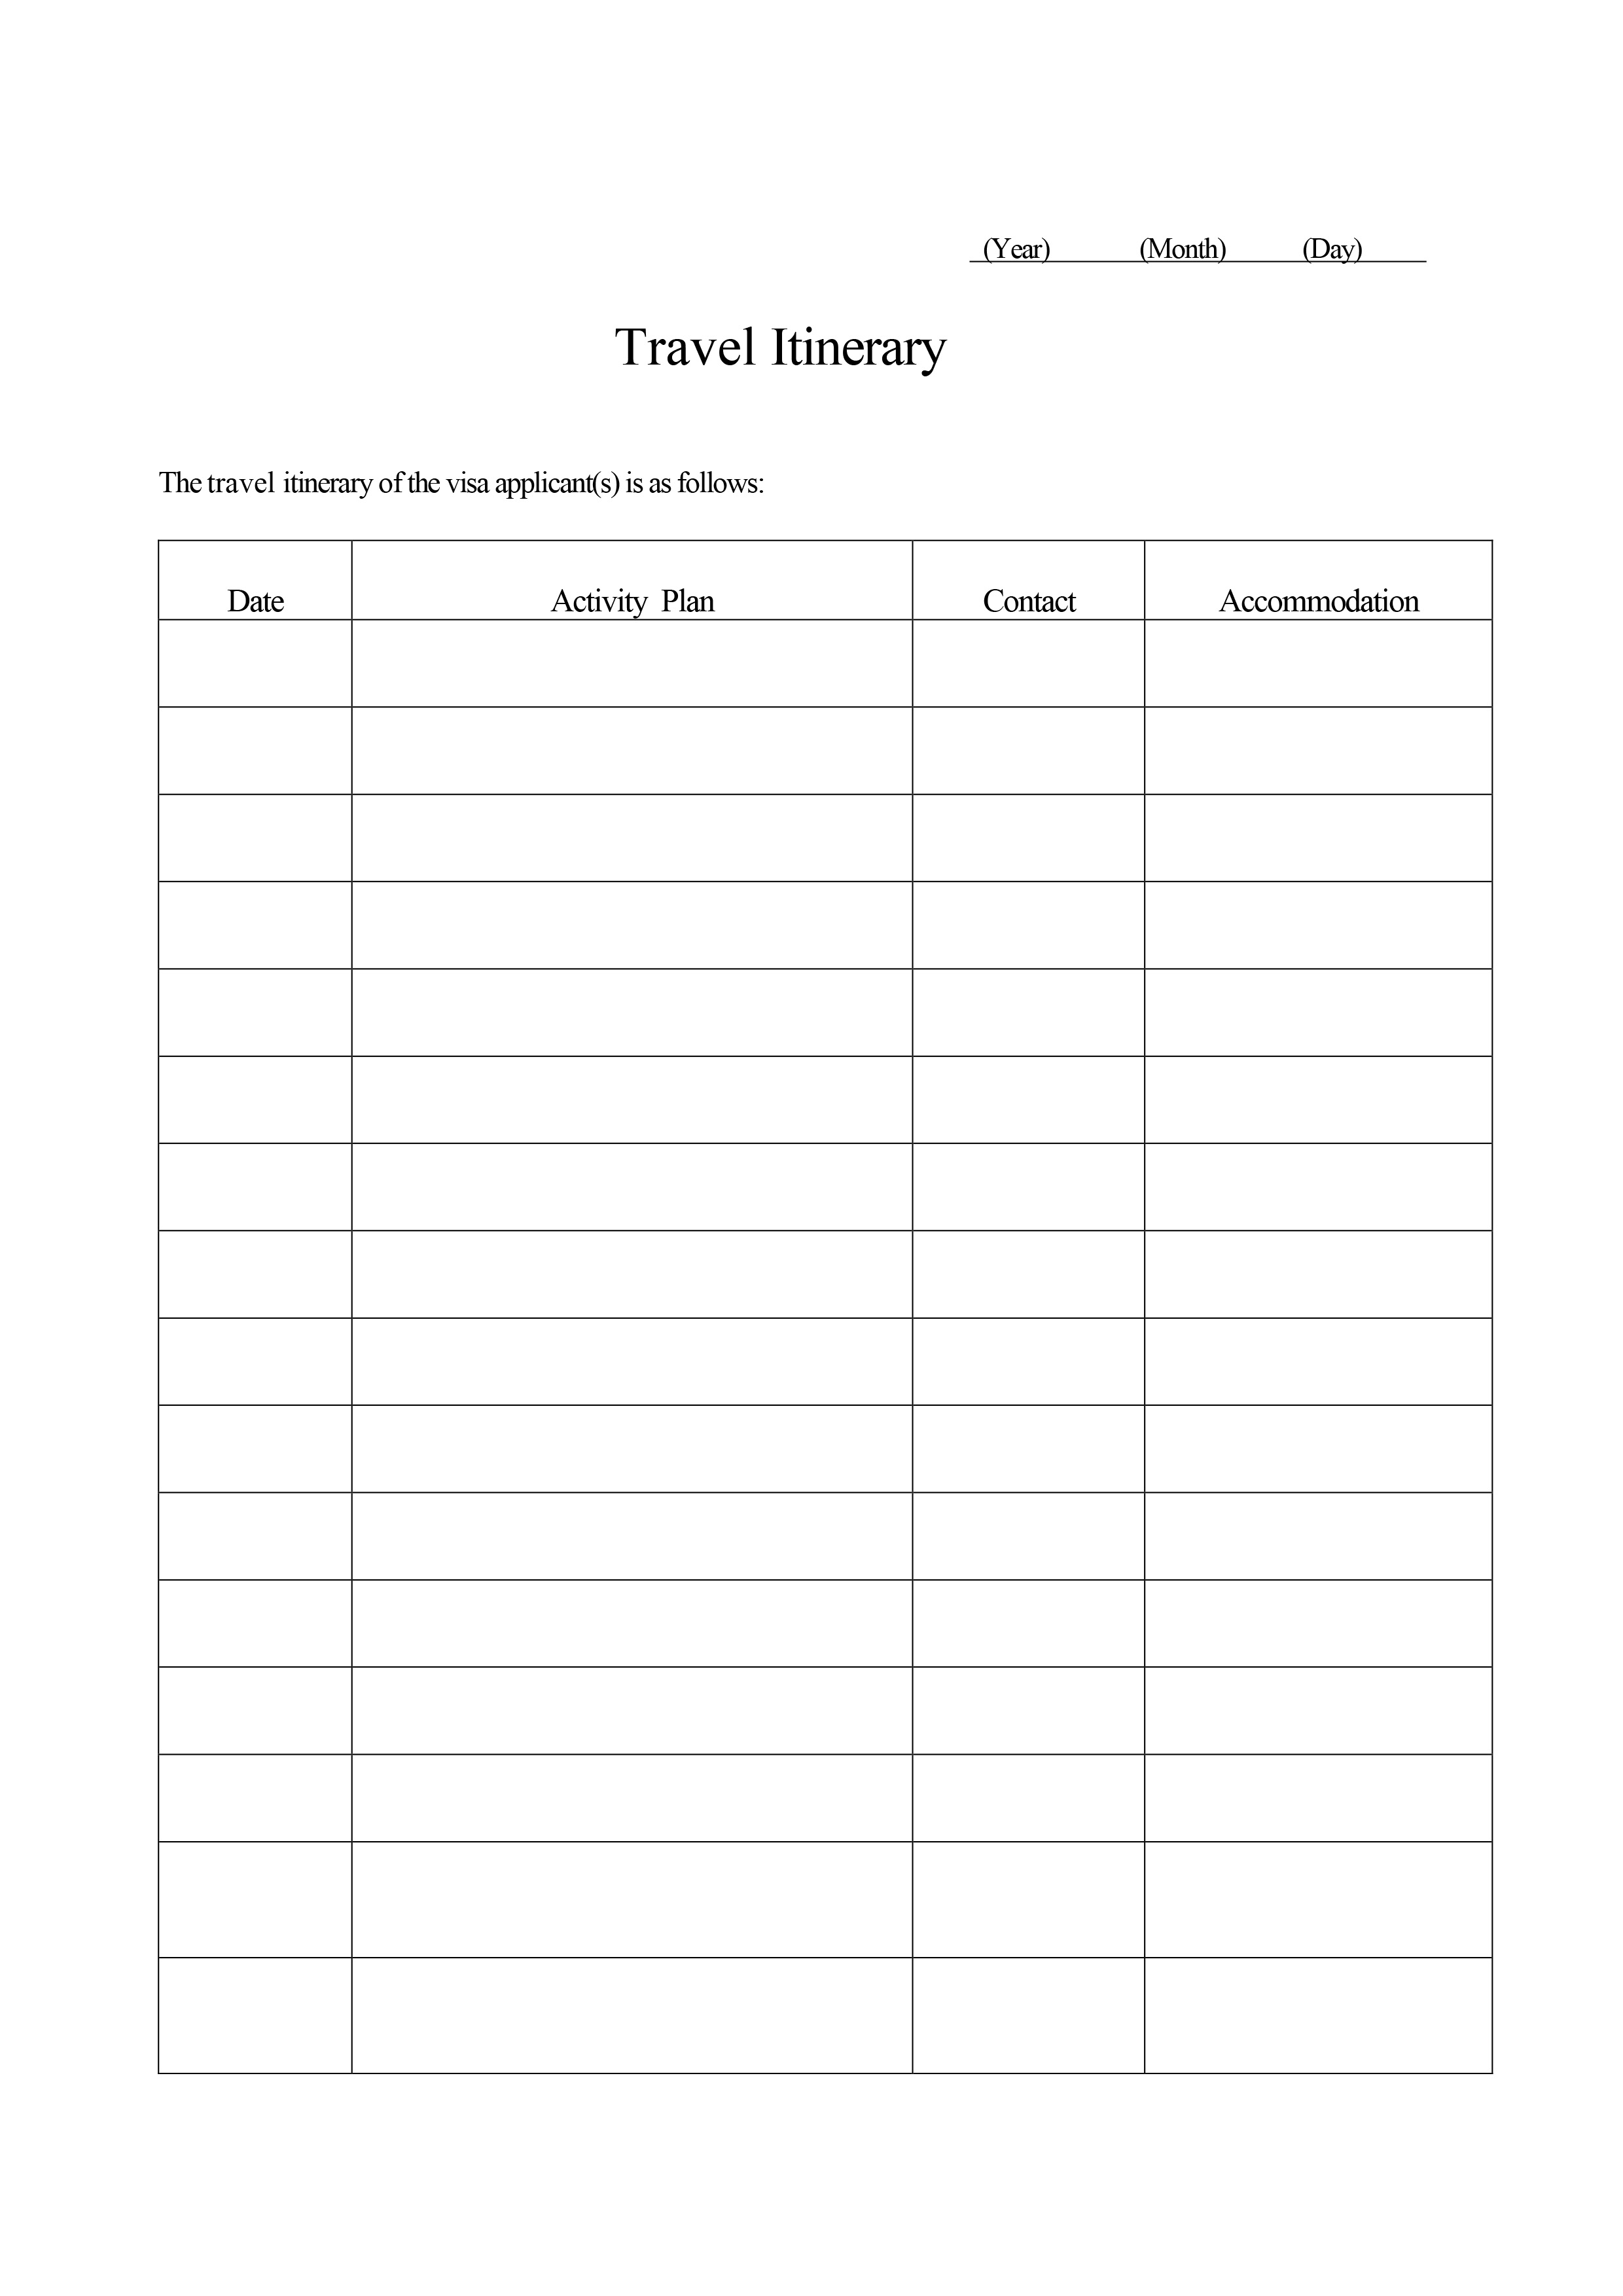 (Year) (Month) (Day)
Travel Itinerary
The travel itinerary of the visa applicant(s) is as follows:
Date Activity Plan Contact Accommodation